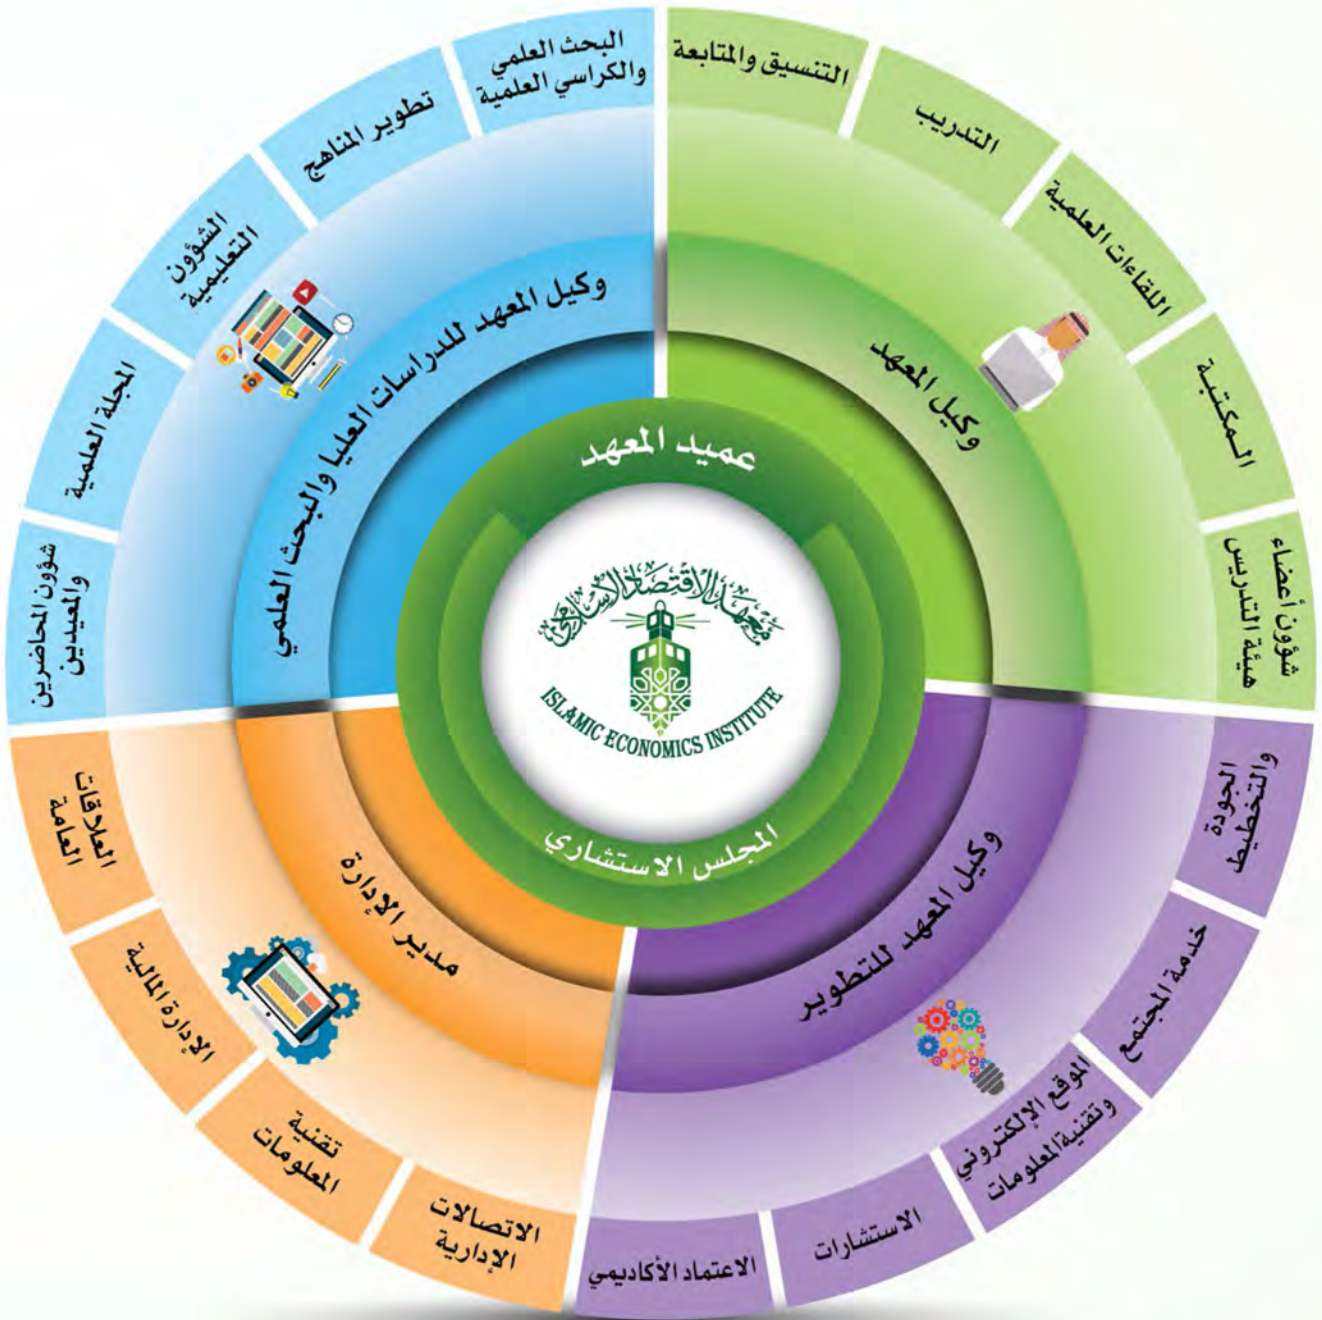 عميد المعهد
معهد الاقتصاد الإسلامي
ISLAMIC ECONOMICS INSTITUTE
المجلس الاستشاري
وكيل المعهد
التنسيق والمتابعة
التدريب
اللقاءات العلمية
المكتبة
شؤون أعضاء
هيئة التدريس
وكيل المعهد للتطوير
الجودة
والتخطيط
خدمة المجتمع
الموقع الإلكتروني
وتقنية المعلومات
الاستشارات
الاعتماد الأكاديمي
مدير الإدارة
الاتصالات
الإدارية
تقنية
المعلومات
الإدارة المالية
العلاقات
العامة
وكيل المعهد للدراسات العليا والبحث العلمي
شؤون المحاضرين
والمعيدين
المجلة العلمية
الشؤون
التعليمية
تطوير المناهج
البحث العلمي
والكراسي العلمية